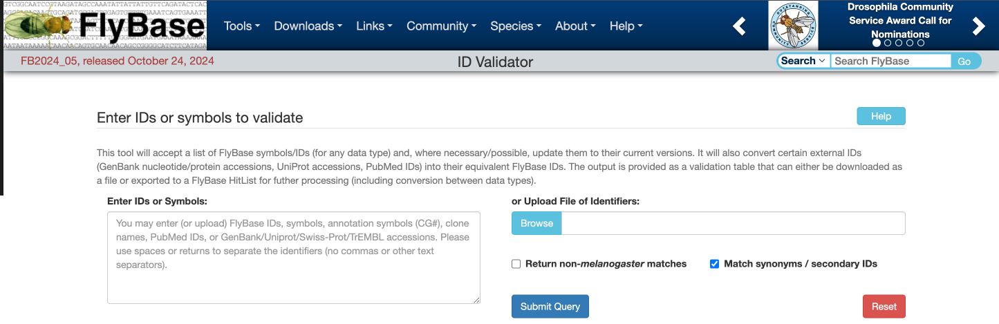 FlyBase
Tools Downloads Links Community Species About Help
Drosophila Community
Service Award Call for
Nominations
OUTSTANDING
COMMUNITY SERVICE
FB2024_05, released October 24, 2024
ID Validator
Search Search FlyBase Go
Enter IDs or symbols to validate
Help
This tool will accept a list of FlyBase symbols/IDs (for any data type) and, where necessary/possible, update them to their current versions. It will also convert certain external IDs
(GenBank nucleotide/protein accessions, UniProt accessions, PubMed IDs) into their equivalent FlyBase IDs. The output is provided as a validation table that can either be downloaded as
a file or exported to a FlyBase HitList for futher processing (including conversion between data types).
Enter IDs or Symbols:
You may enter (or upload) FlyBase IDs, symbols, annotation symbols (CG#), clone
names, PubMed IDs, or GenBank/Uniprot/Swiss-Prot/TrEMBL accessions. Please
use spaces or returns to separate the identifiers (no commas or other text
separators).
or Upload File of Identifiers:
Browse
Return non-melanogaster matches
Match synonyms / secondary IDs
Submit Query
Reset